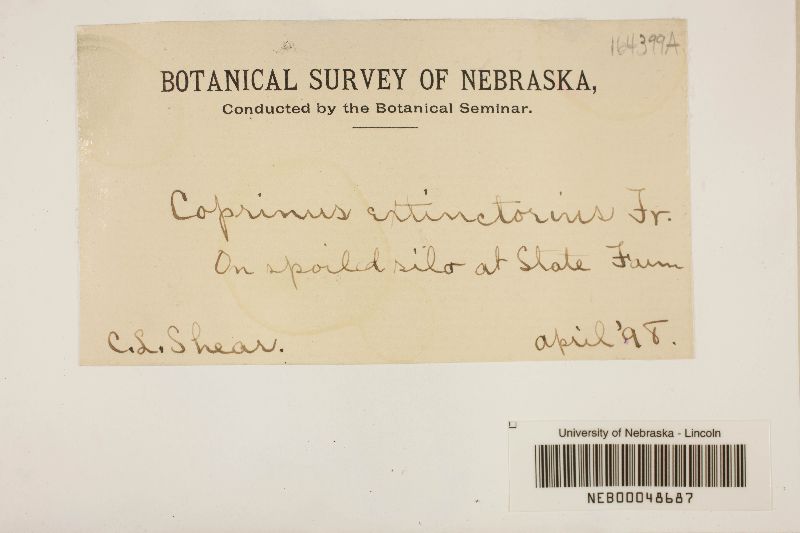 164399A
BOTANICAL SURVEY OF NEBRASKA,
Conducted by the Botanical Seminar.
Coprinus extinctorius Fr.
On spoiled silo at State Farm
C.L. Shear.
april '98.
University of Nebraska - Lincoln
NEB00048687